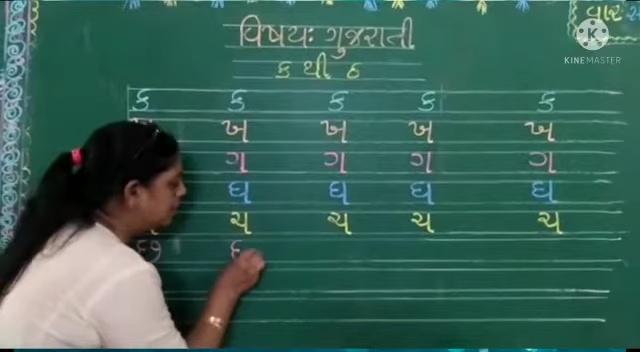 વાર
KINEMASTER
વિષયઃ ગુજરાતી
ક થી ઠ
ક ક ક ક ક
ખ ખ ખ ખ
ગ ગ ગ ગ
ઘ ઘ ઘ ઘ
ચ ચ ચ ચ
છ